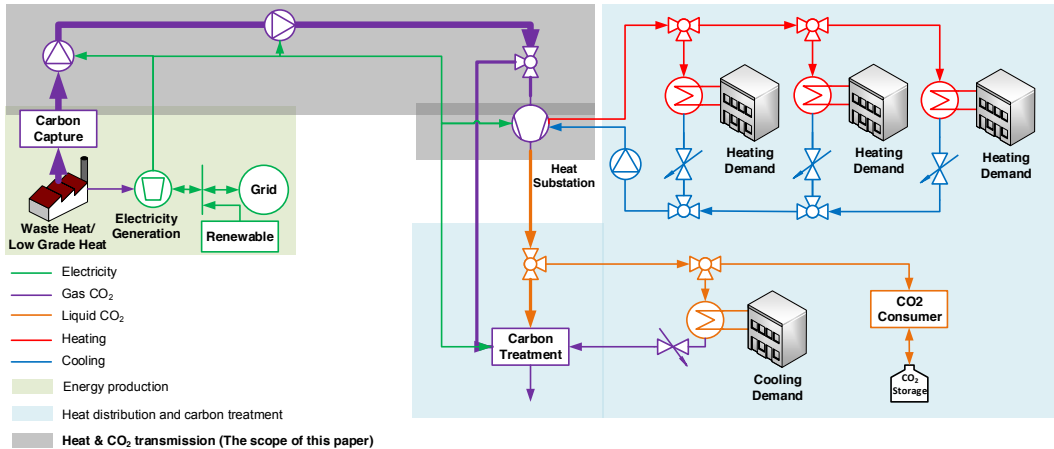 Carbon
Capture
Waste Heat/
Low Grade Heat
Electricity
Generation
Grid
Renewable
Heat
Substation
Heating
Demand
Heating
Demand
Heating
Demand
Carbon
Treatment
Cooling
Demand
CO2
Consumer
CO₂
Storage
Electricity
Gas CO₂
Liquid CO₂
Heating
Cooling
Energy production
Heat distribution and carbon treatment
Heat & CO₂ transmission (The scope of this paper)